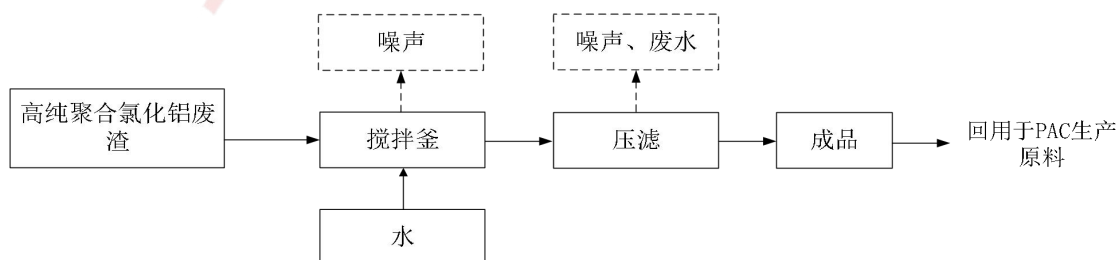 噪声
噪声、废水
高纯聚合氯化铝废
渣
搅拌釜
压滤
成品
回用于PAC生产
原料
水